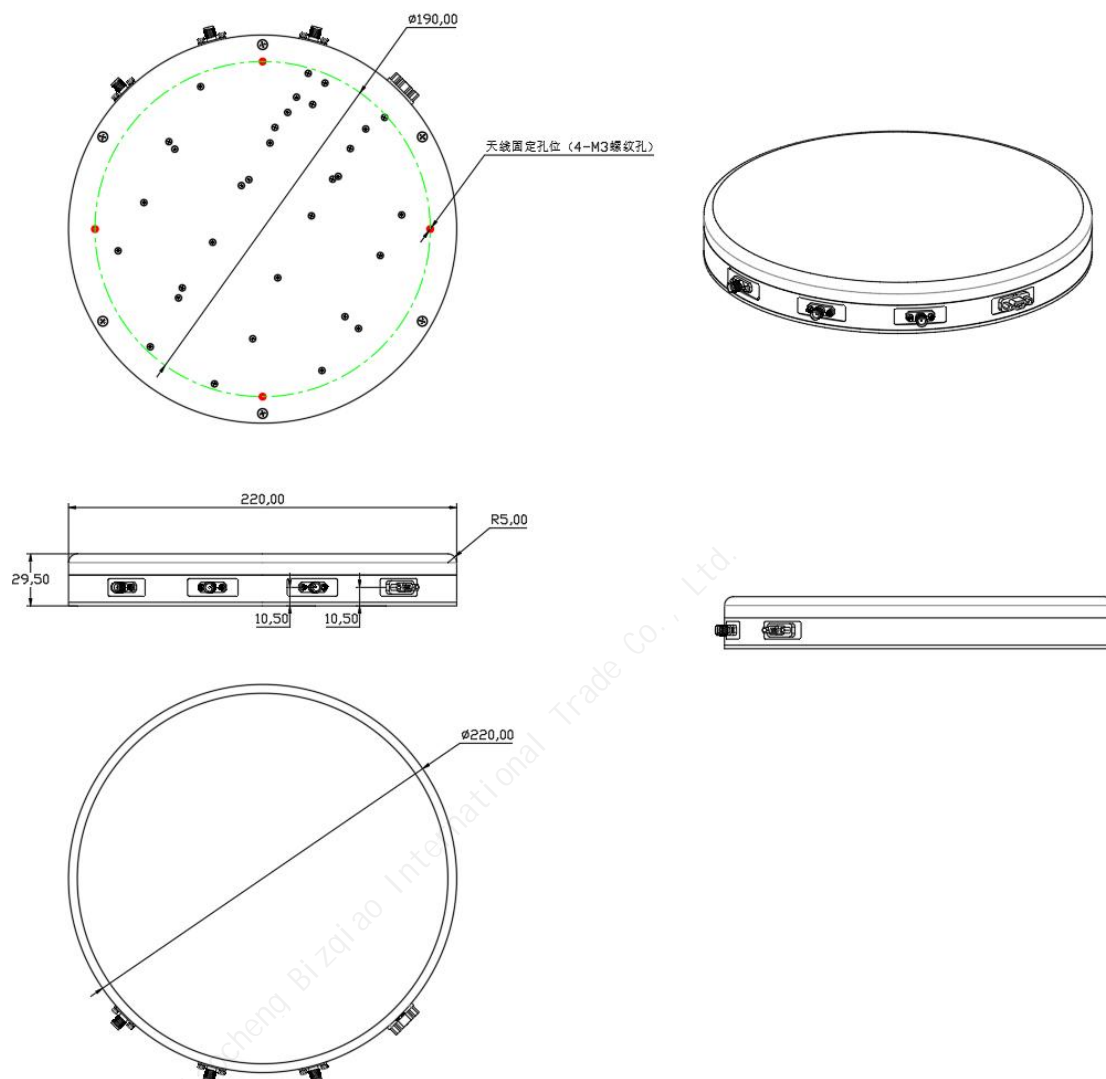 ø190,00
天线固定孔位（4-M3螺纹孔）
220,00
R5,00
29,50
10,50
10,50
ø220,00
cheng Bizqiao International Trade Co., Ltd.